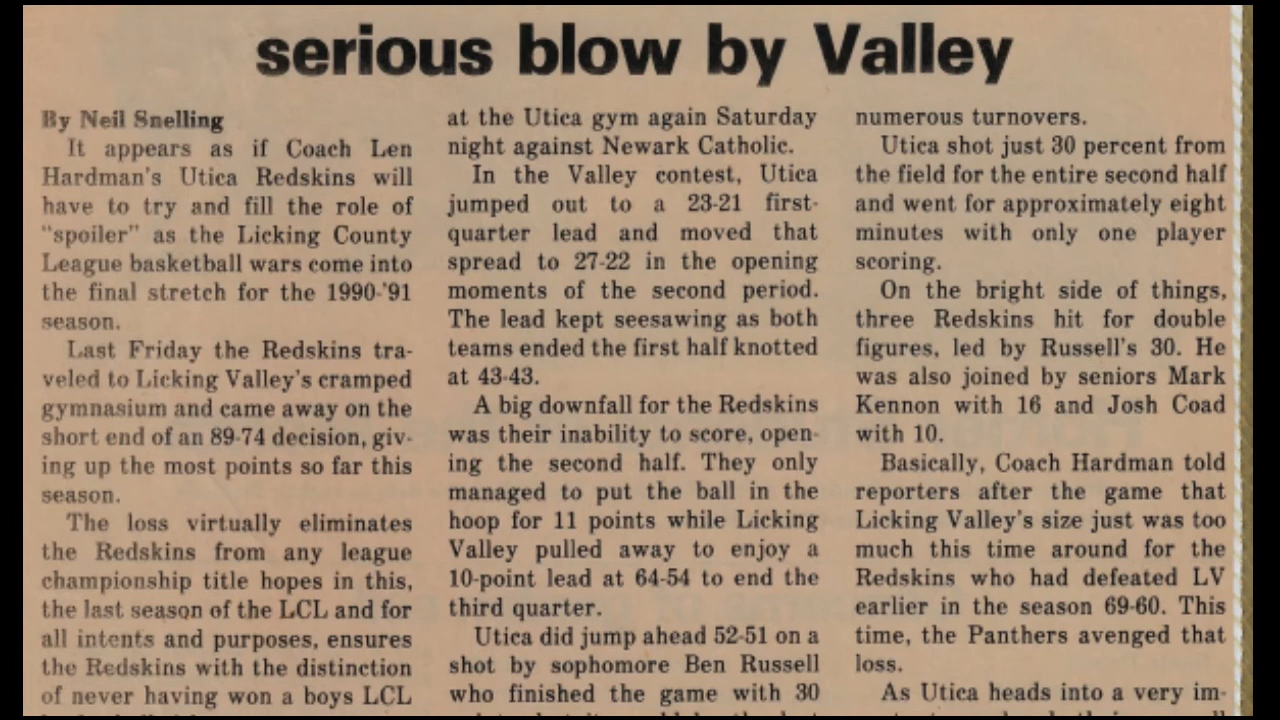 serious blow by Valley
By Neil Snelling
It appears as if Coach Len
Hardman's Utica Redskins will
have to try and fill the role of
"spoiler" as the Licking County
League basketball wars come into
the final stretch for the 1990-'91
season.
Last Friday the Redskins tra-
veled to Licking Valley's cramped
gymnasium and came away on the
short end of an 89-74 decision, giv-
ing up the most points so far this
season.
The loss virtually eliminates
the Redskins from any league
championship title hopes in this,
the last season of the LCL and for
all intents and purposes, ensures
the Redskins with the distinction
of never having won a boys LCL
at the Utica gym again Saturday
night against Newark Catholic.
In the Valley contest, Utica
jumped out to a 23-21 first-
quarter lead and moved that
spread to 27-22 in the opening
moments of the second period.
The lead kept seesawing as both
teams ended the first half knotted
at 43-43.
A big downfall for the Redskins
was their inability to score, open-
ing the second half. They only
managed to put the ball in the
hoop for 11 points while Licking
Valley pulled away to enjoy a
10-point lead at 64-54 to end the
third quarter.
Utica did jump ahead 52-51 on a
shot by sophomore Ben Russell
who finished the game with 30
numerous turnovers.
Utica shot just 30 percent from
the field for the entire second half
and went for approximately eight
minutes with only one player
scoring.
On the bright side of things,
three Redskins hit for double
figures, led by Russell's 30. He
was also joined by seniors Mark
Kennon with 16 and Josh Coad
with 10.
Basically, Coach Hardman told
reporters after the game that
Licking Valley's size just was too
much this time around for the
Redskins who had defeated LV
earlier in the season 69-60. This
time, the Panthers avenged that
loss.
As Utica heads into a very im-